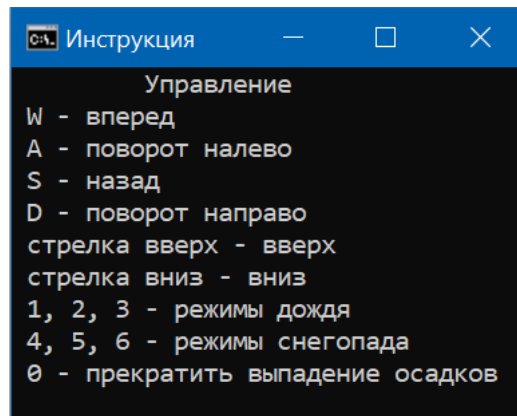 Инструкция
Управление
W - вперед
A - поворот налево
S - назад
D - поворот направо
стрелка вверх - вверх
стрелка вниз - вниз
1, 2, 3 - режимы дождя
4, 5, 6 - режимы снегопада
0 - прекратить выпадение осадков